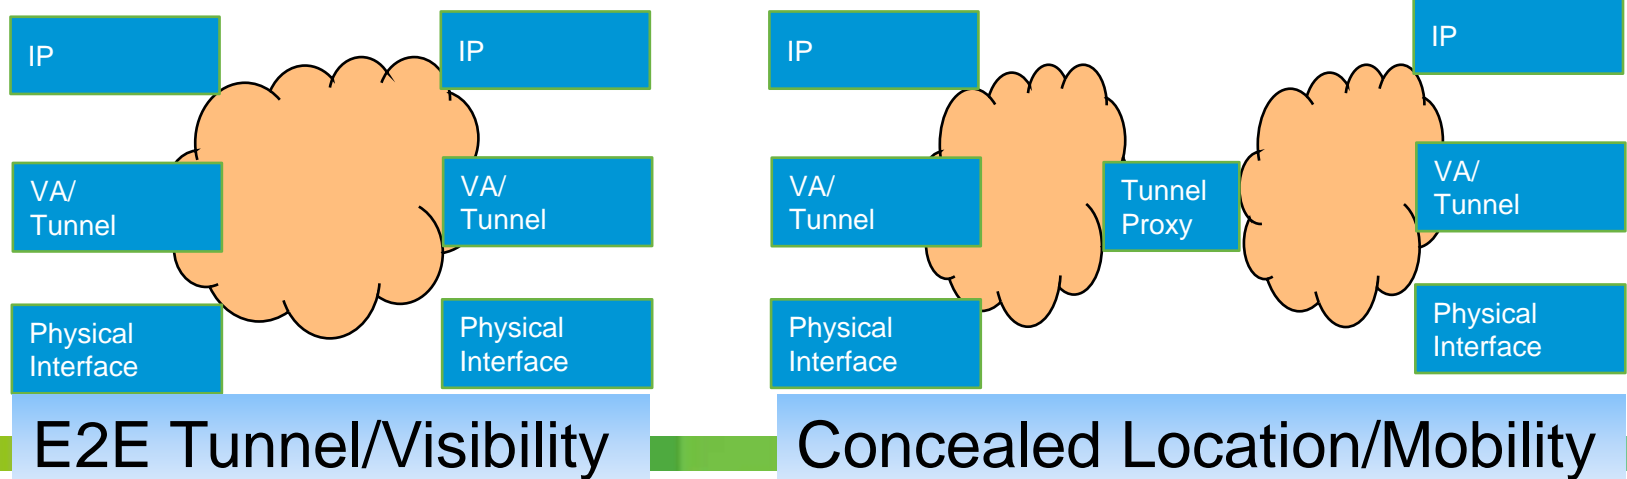 IP
VA/
Tunnel
Physical
Interface
IP
VA/
Tunnel
Physical
Interface
E2E Tunnel/Visibility
IP
VA/
Tunnel
Physical
Interface
Tunnel
Proxy
IP
VA/
Tunnel
Physical
Interface
Concealed Location/Mobility